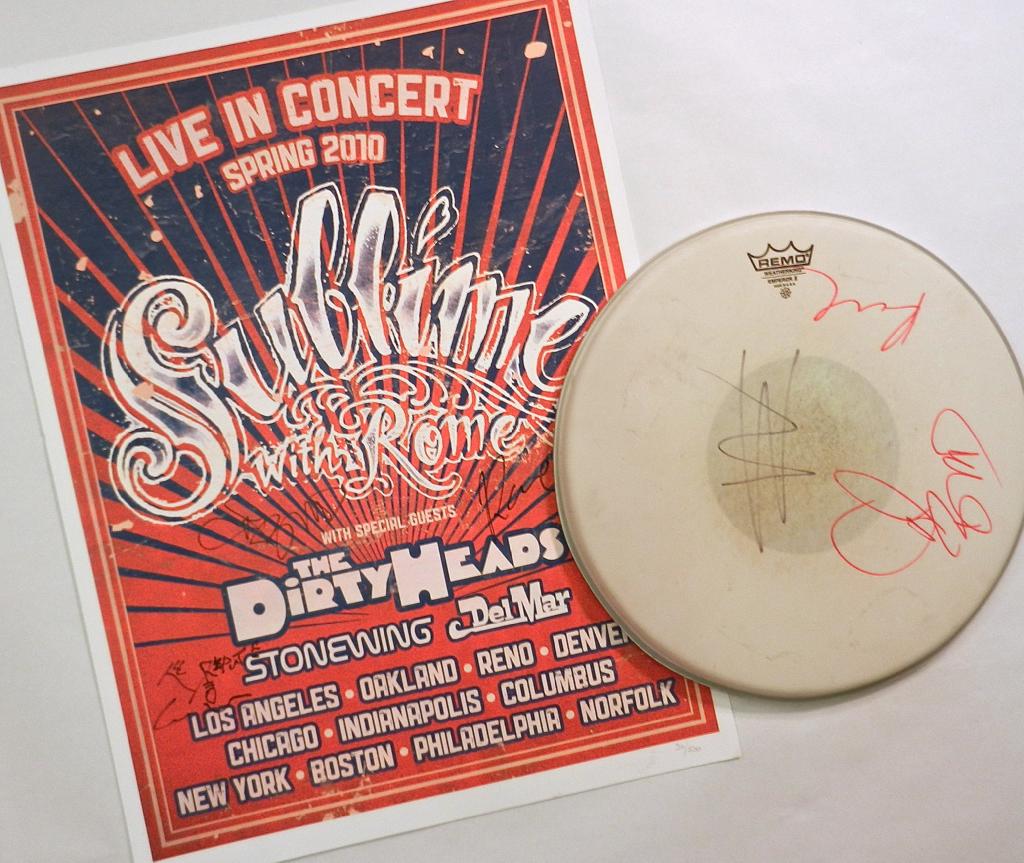 LIVE IN CONCERT
SPRING 2010
Sublime
with Rome
WITH SPECIAL GUESTS
THE
DIRTY HEADS
STONEWING Del Mar
LOS ANGELES • OAKLAND • RENO • DENVER
CHICAGO • INDIANAPOLIS • COLUMBUS
NEW YORK • BOSTON • PHILADELPHIA • NORFOLK
REMO
WEATHERKING
EMPEROR X